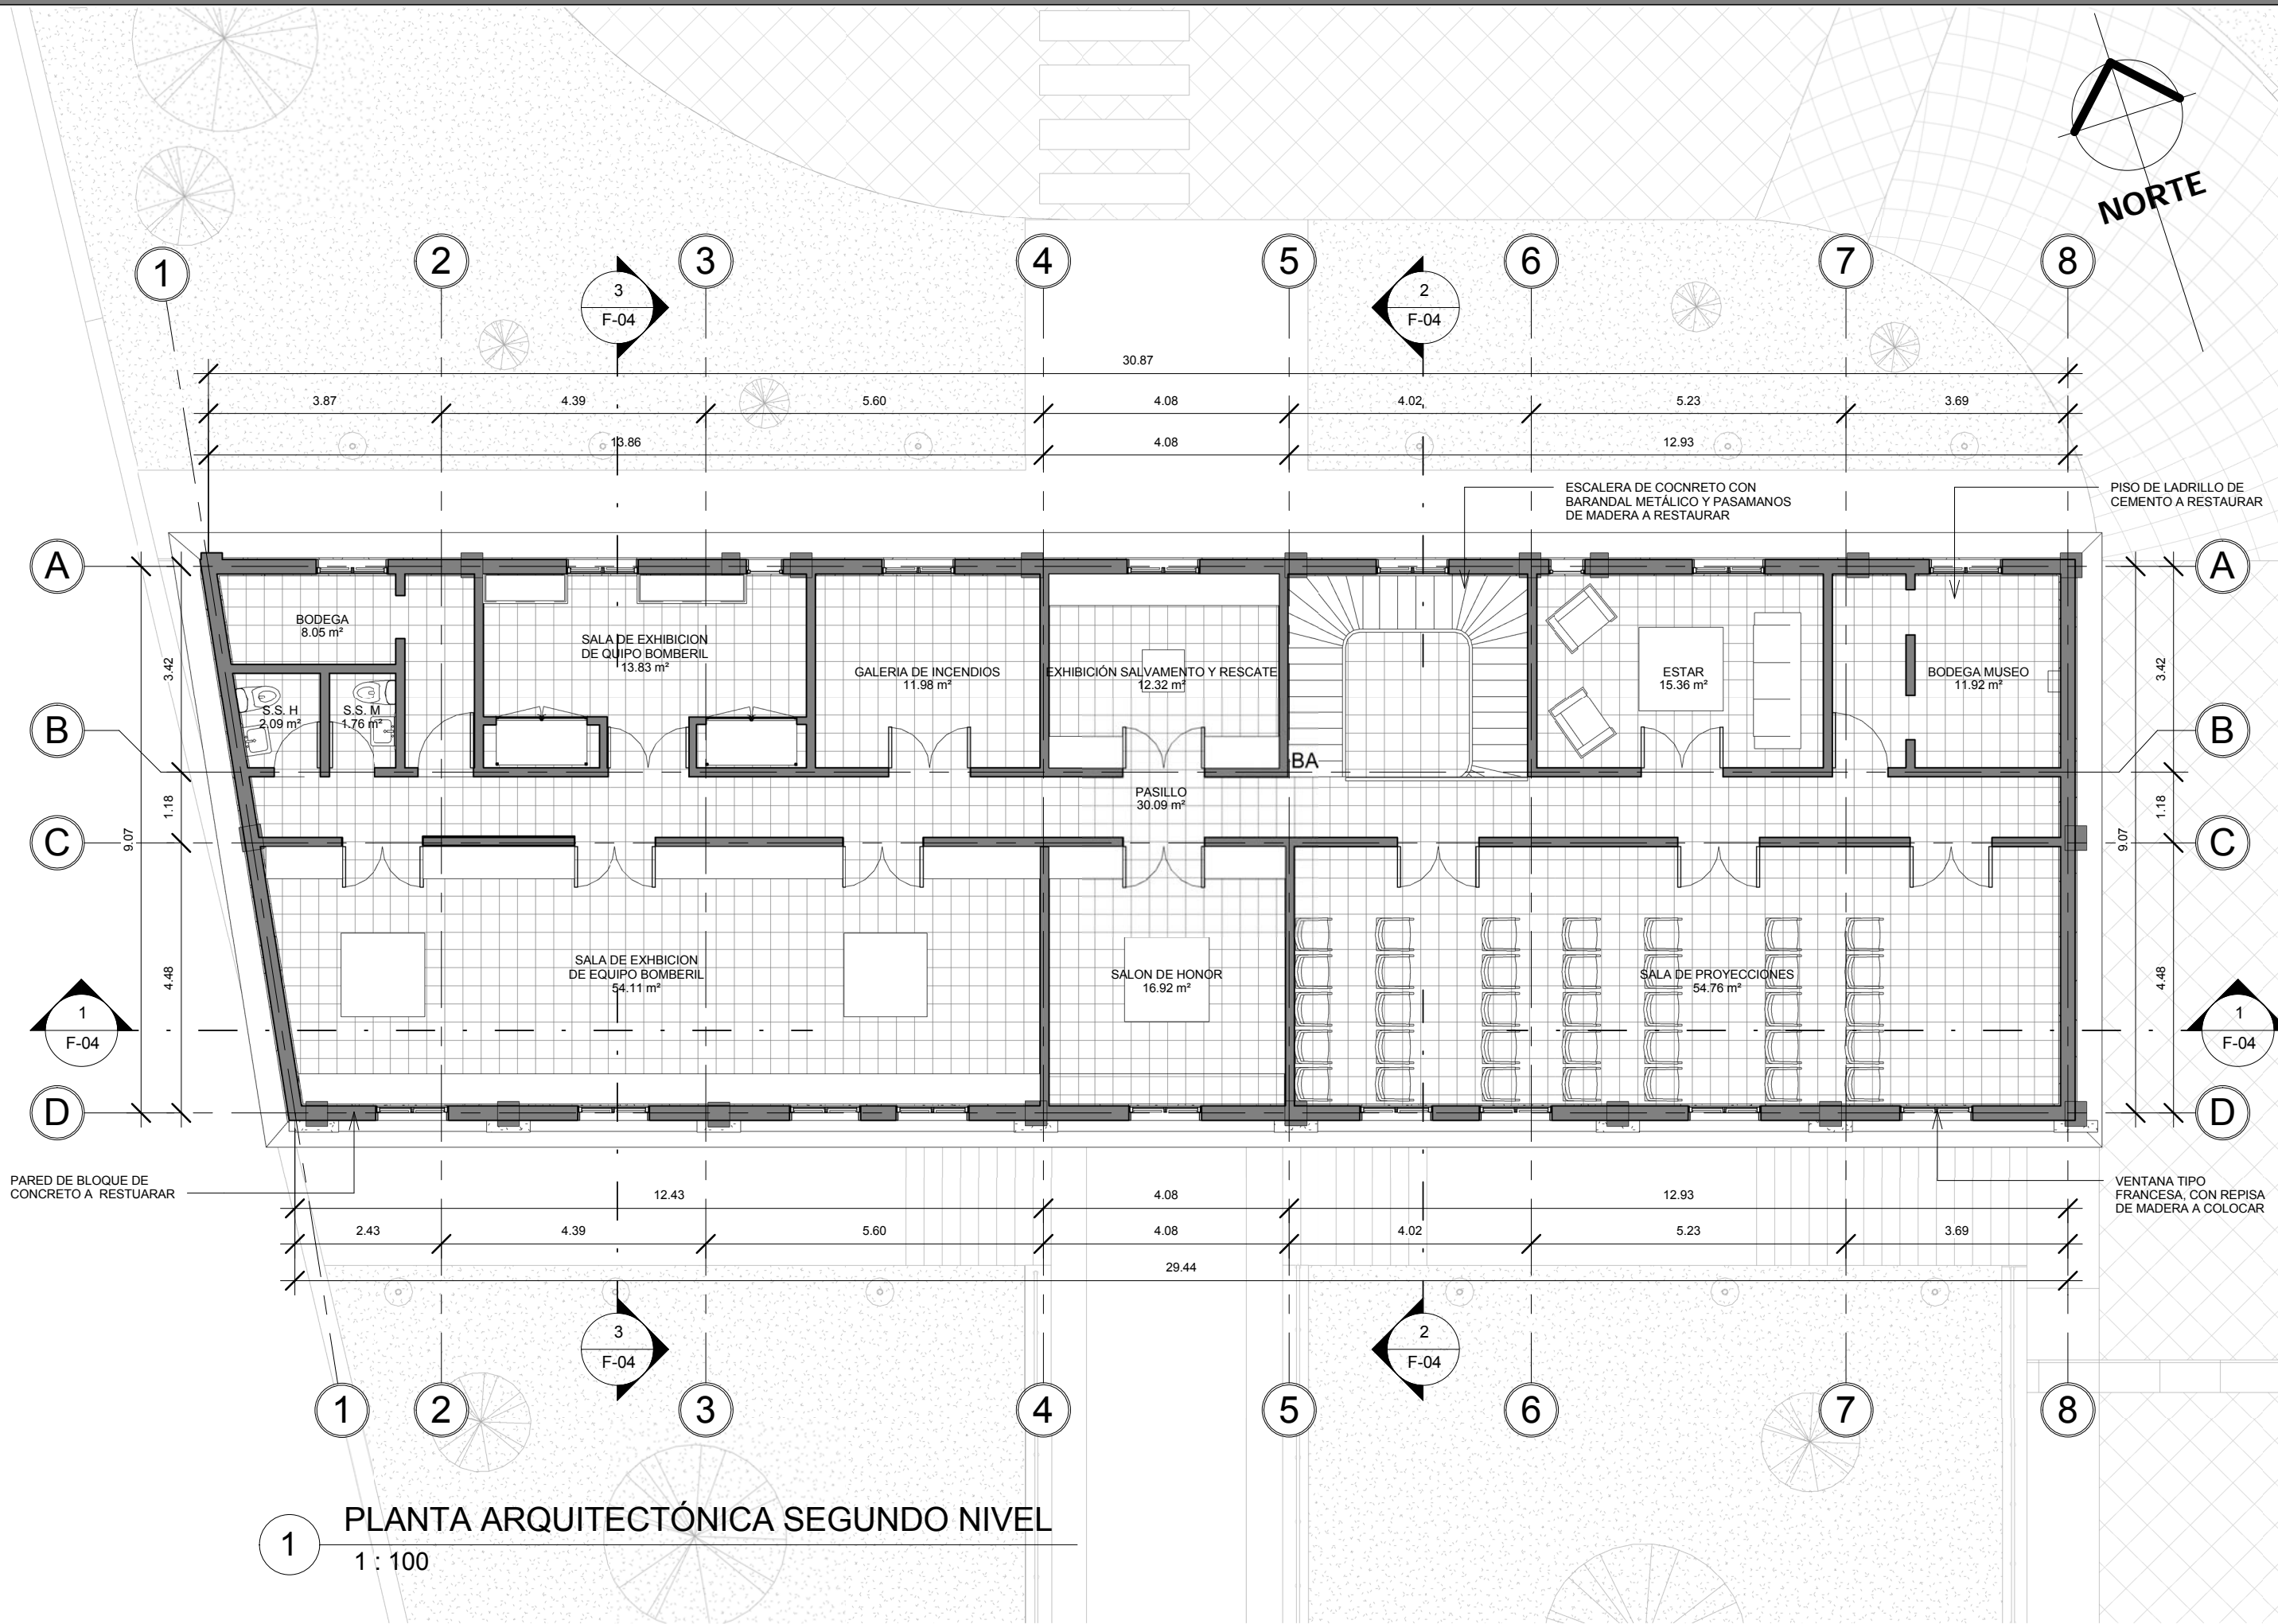 NORTE
1
2
3
4
5
6
7
8
3
F-04
2
F-04
30.87
3.87
4.39
5.60
4.08
4.02
5.23
3.69
13.86
4.08
12.93
ESCALERA DE COCNRETO CON
BARANDAL METÁLICO Y PASAMANOS
DE MADERA A RESTAURAR
PISO DE LADRILLO DE
CEMENTO A RESTAURAR
A
A
BODEGA
8.05 m²
SALA DE EXHIBICION
DE QUIPO BOMBERIL
13.83 m²
GALERIA DE INCENDIOS
11.98 m²
EXHIBICIÓN SALVAMENTO Y RESCATE
12.32 m²
ESTAR
15.36 m²
BODEGA MUSEO
11.92 m²
3.42
3.42
S.S. H
2.09 m²
S.S. M
1.76 m²
B
B
BA
PASILLO
30.09 m²
1.18
1.18
9.07
9.07
C
C
4.48
4.48
SALA DE EXHBICION
DE EQUIPO BOMBERIL
54.11 m²
SALON DE HONOR
16.92 m²
SALA DE PROYECCIONES
54.76 m²
1
F-04
1
F-04
D
D
PARED DE BLOQUE DE
CONCRETO A RESTUARAR
VENTANA TIPO
FRANCESA, CON REPISA
DE MADERA A COLOCAR
12.43
4.08
12.93
2.43
4.39
5.60
4.08
4.02
5.23
3.69
29.44
3
F-04
2
F-04
1
2
3
4
5
6
7
8
1
PLANTA ARQUITECTÓNICA SEGUNDO NIVEL
1 : 100